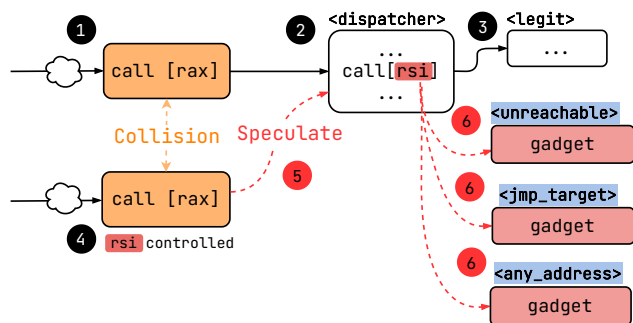 1
call [rax]
2
<dispatcher>
...
call[rsi]
...
3
<legit>
...
Collision
Speculate
5
call [rax]
4
rsi controlled
6
<unreachable>
gadget
6
<jmp_target>
gadget
6
<any_address>
gadget